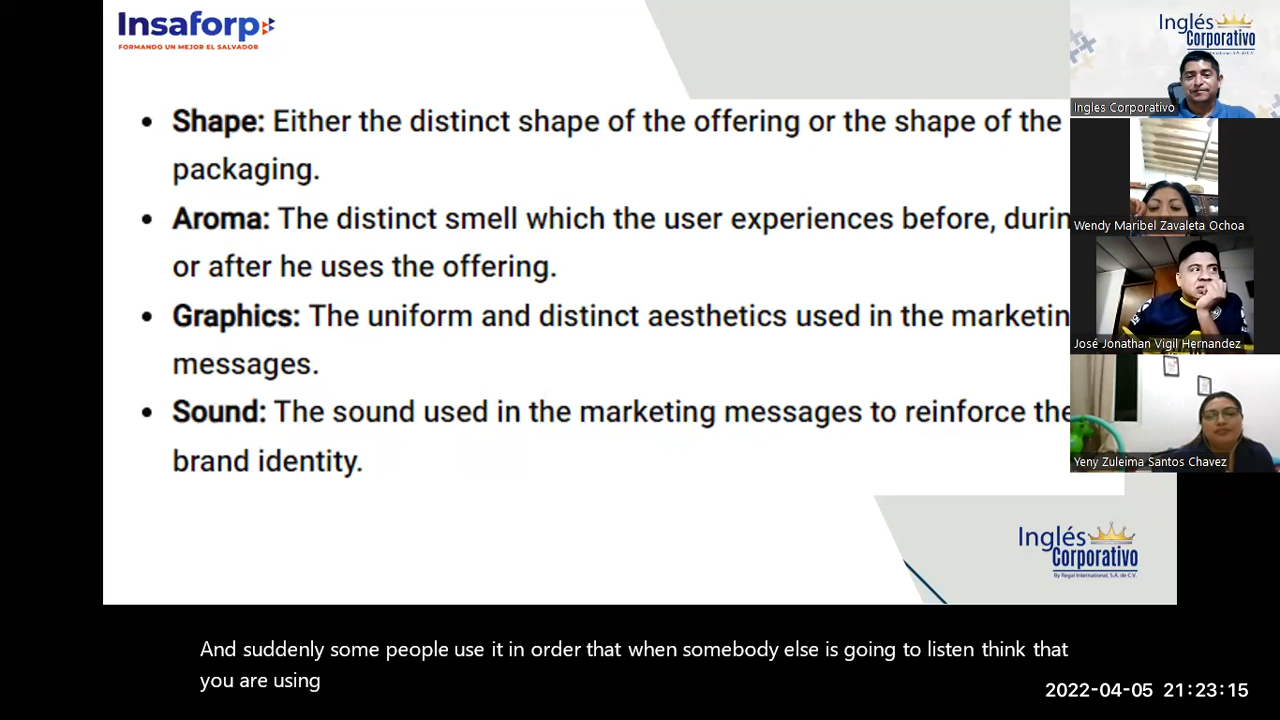 Insaforp
FORMANDO UN MEJOR EL SALVADOR
• Shape: Either the distinct shape of the offering or the shape of the
packaging.
• Aroma: The distinct smell which the user experiences before, durin
or after he uses the offering.
• Graphics: The uniform and distinct aesthetics used in the marketin
messages.
• Sound: The sound used in the marketing messages to reinforce the
brand identity.
Inglés
Corporativo
By Regal International, S.A. de C.V.
Inglés
Corporativo
Ingles Corporativo
Wendy Maribel Zavaleta Ochoa
José Jonathan Vigil Hernandez
Yeny Zuleima Santos Chavez
And suddenly some people use it in order that when somebody else is going to listen think that
you are using
2022-04-05 21:23:15